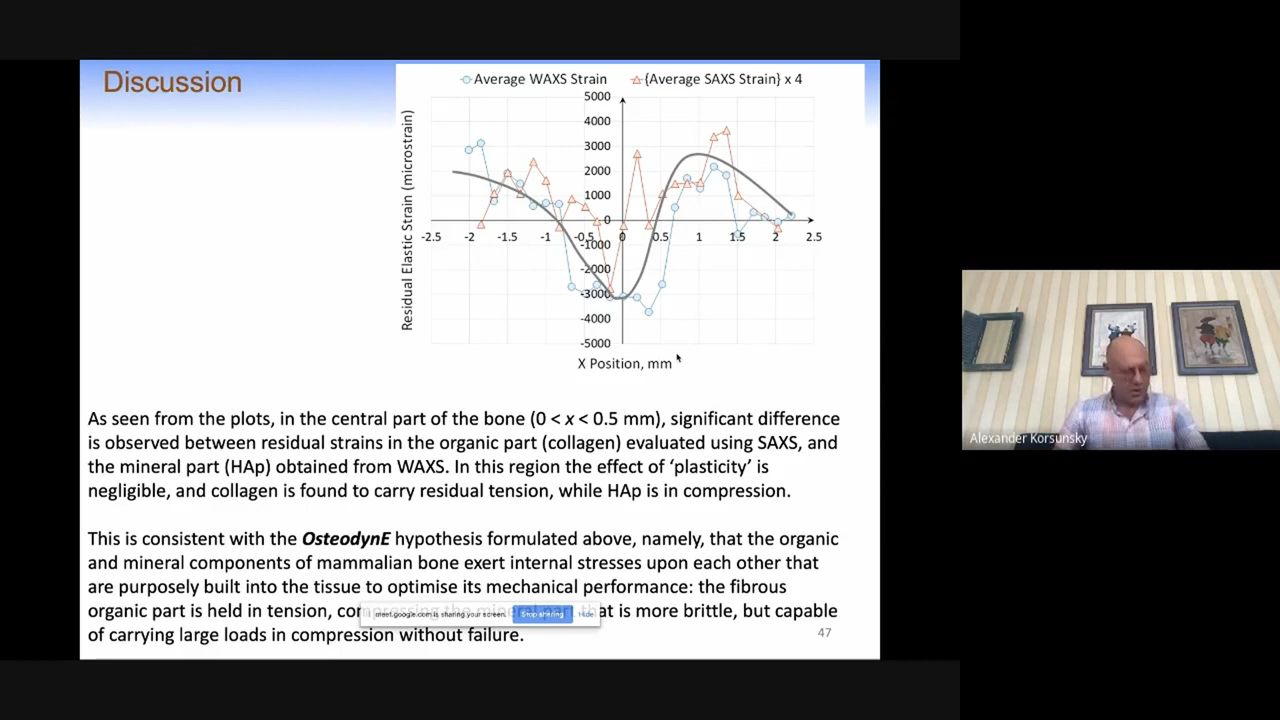 Discussion
Average WAXS Strain {Average SAXS Strain} x 4
5000
4000
3000
2000
1000
0
-2.5 -2 -1.5 -1 -0.5 0 0.5 1 1.5 2 2.5
-1000
-2000
-3000
-4000
-5000
Residual Elastic Strain (microstrain)
X Position, mm
As seen from the plots, in the central part of the bone (0 < x < 0.5 mm), significant difference
is observed between residual strains in the organic part (collagen) evaluated using SAXS, and
the mineral part (HAp) obtained from WAXS. In this region the effect of ‘plasticity’ is
negligible, and collagen is found to carry residual tension, while HAp is in compression.
This is consistent with the OsteodynE hypothesis formulated above, namely, that the organic
and mineral components of mammalian bone exert internal stresses upon each other that
are purposely built into the tissue to optimise its mechanical performance: the fibrous
organic part is held in tension, compressing the mineral part that is more brittle, but capable
of carrying large loads in compression without failure.
meet.google.com is sharing your screen. Stop sharing Hide
47
Alexander Korsunsky